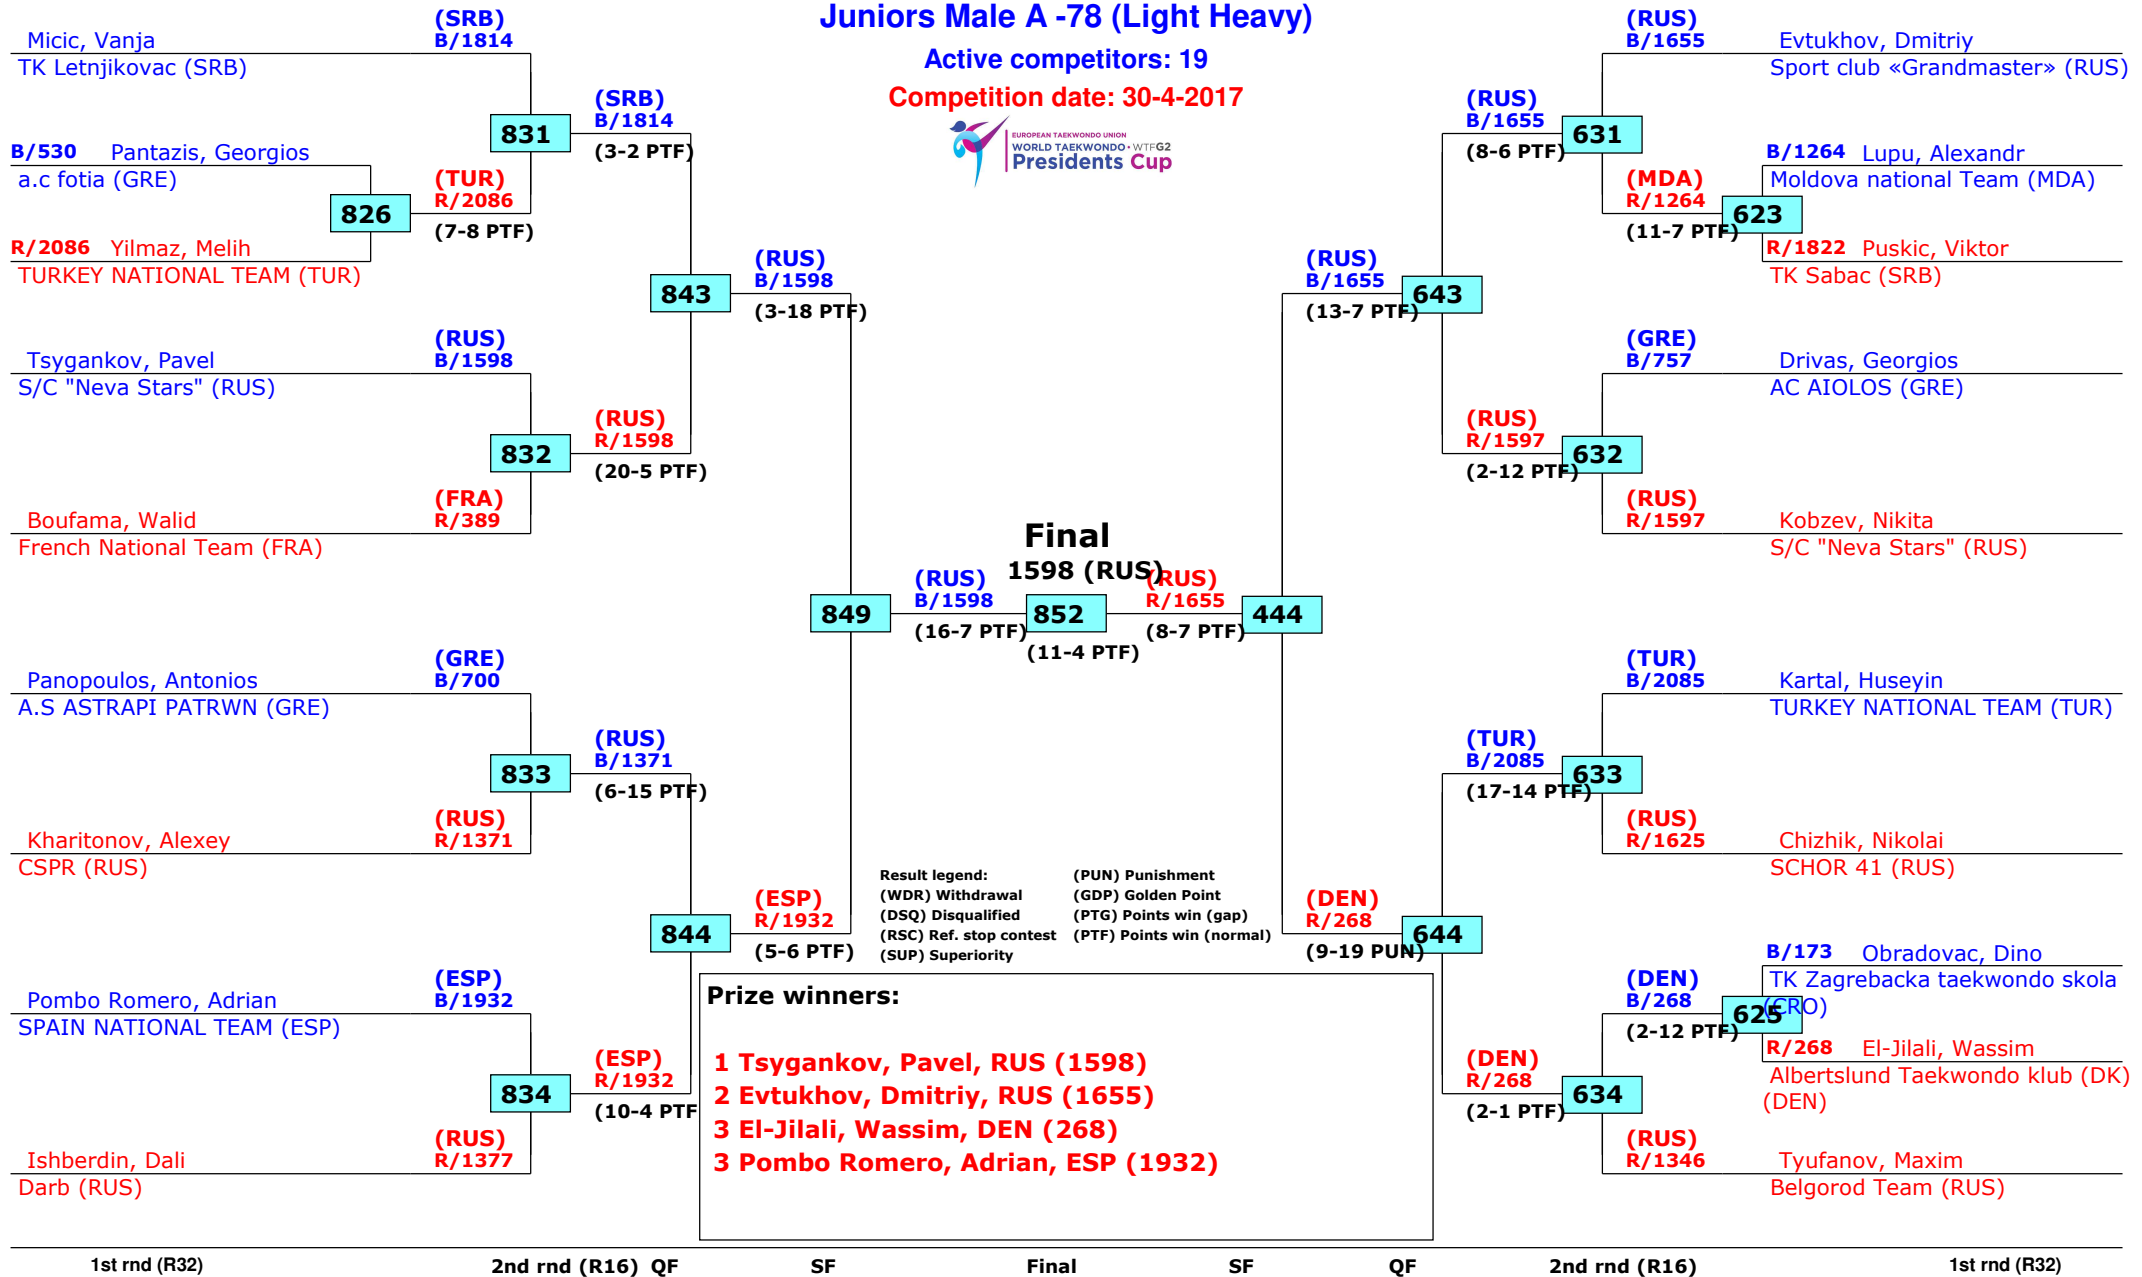 Juniors Male A -78 (Light Heavy)
Active competitors: 19
Competition date: 30-4-2017
EUROPEAN TAEKWONDO UNION
WORLD TAEKWONDO • WTFG2
Presidents Cup
Micic, Vanja
TK Letnjikovac (SRB)
(SRB)
B/1814
B/530 Pantazis, Georgios
a.c fotia (GRE)
826
R/2086 Yilmaz, Melih
TURKEY NATIONAL TEAM (TUR)
(TUR)
R/2086
(7-8 PTF)
831
(SRB)
B/1814
(3-2 PTF)
Tsygankov, Pavel
S/C "Neva Stars" (RUS)
(RUS)
B/1598
832
Boufama, Walid
French National Team (FRA)
(FRA)
R/389
(RUS)
R/1598
(20-5 PTF)
843
(RUS)
B/1598
(3-18 PTF)
Panopoulos, Antonios
A.S ASTRAPI PATRWN (GRE)
(GRE)
B/700
833
Kharitonov, Alexey
CSPR (RUS)
(RUS)
R/1371
(RUS)
B/1371
(6-15 PTF)
Pombo Romero, Adrian
SPAIN NATIONAL TEAM (ESP)
(ESP)
B/1932
834
Ishberdin, Dali
Darb (RUS)
(RUS)
R/1377
(ESP)
R/1932
(10-4 PTF
844
(ESP)
R/1932
(5-6 PTF)
849
(RUS)
B/1598
(16-7 PTF)
Final
1598 (RUS)
852
(11-4 PTF)
(RUS)
R/1655
(8-7 PTF)
444
(RUS)
B/1655
(13-7 PTF)
643
(RUS)
B/1655
(8-6 PTF)
631
(RUS)
B/1655
Evtukhov, Dmitriy
Sport club «Grandmaster» (RUS)
(MDA)
R/1264
(11-7 PTF)
623
B/1264 Lupu, Alexandr
Moldova national Team (MDA)
R/1822 Puskic, Viktor
TK Sabac (SRB)
(RUS)
R/1597
(2-12 PTF)
632
(GRE)
B/757
Drivas, Georgios
AC AIOLOS (GRE)
(RUS)
R/1597
Kobzev, Nikita
S/C "Neva Stars" (RUS)
(DEN)
R/268
(9-19 PUN)
644
(TUR)
B/2085
(17-14 PTF)
633
(TUR)
B/2085
Kartal, Huseyin
TURKEY NATIONAL TEAM (TUR)
(RUS)
R/1625
Chizhik, Nikolai
SCHOR 41 (RUS)
(DEN)
R/268
(2-1 PTF)
634
(DEN)
B/268
(2-12 PTF)
625
B/173 Obradovac, Dino
TK Zagrebacka taekwondo skola
(CRO)
R/268 El-Jilali, Wassim
Albertslund Taekwondo klub (DK)
(DEN)
(RUS)
R/1346
Tyufanov, Maxim
Belgorod Team (RUS)
Result legend:
(WDR) Withdrawal
(DSQ) Disqualified
(RSC) Ref. stop contest
(SUP) Superiority
(PUN) Punishment
(GDP) Golden Point
(PTG) Points win (gap)
(PTF) Points win (normal)
Prize winners:
1 Tsygankov, Pavel, RUS (1598)
2 Evtukhov, Dmitriy, RUS (1655)
3 El-Jilali, Wassim, DEN (268)
3 Pombo Romero, Adrian, ESP (1932)
1st rnd (R32) 2nd rnd (R16) QF SF Final SF QF 2nd rnd (R16) 1st rnd (R32)